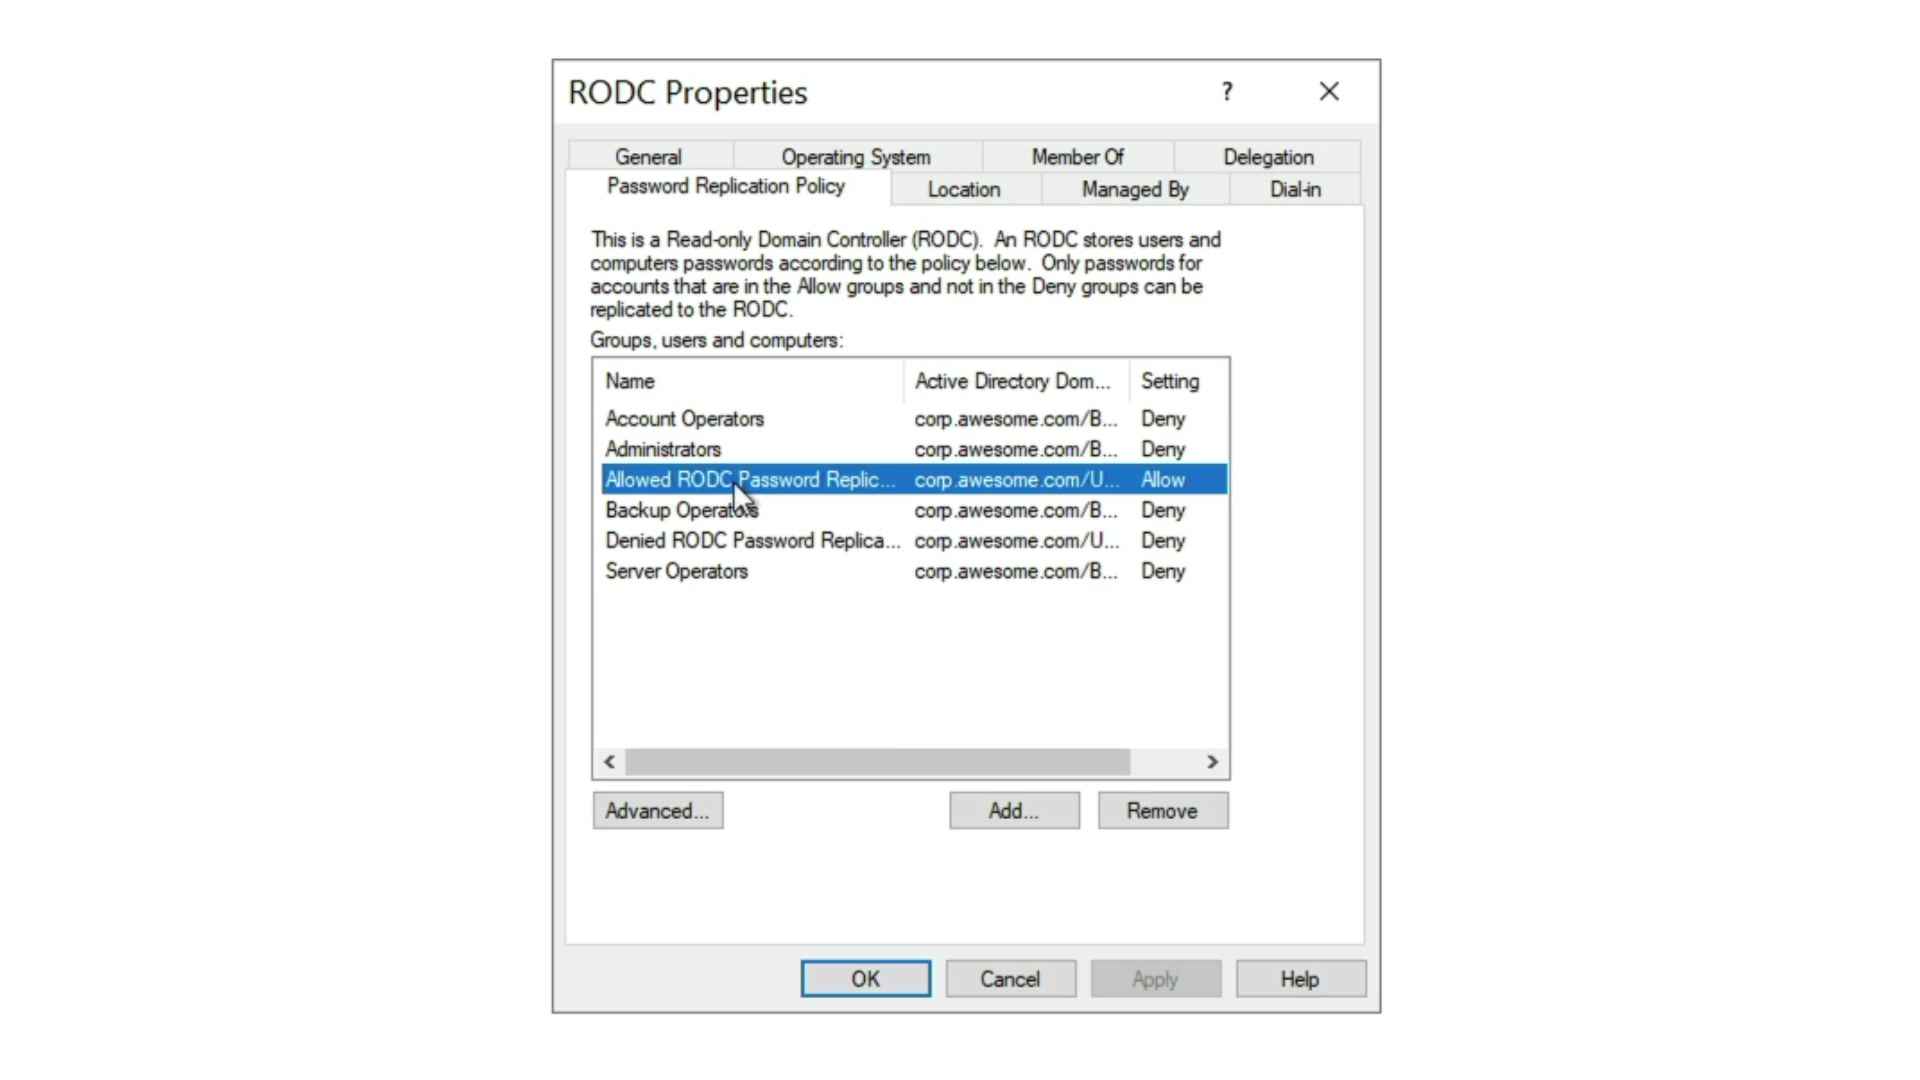 RODC Properties ?
General Operating System Member Of Delegation
Password Replication Policy Location Managed By Dial-in
This is a Read-only Domain Controller (RODC). An RODC stores users and
computers passwords according to the policy below. Only passwords for
accounts that are in the Allow groups and not in the Deny groups can be
replicated to the RODC.
Groups, users and computers:
Name Active Directory Dom... Setting
Account Operators corp.awesome.com/B... Deny
Administrators corp.awesome.com/B... Deny
Allowed RODC Password Replic... corp.awesome.com/U... Allow
Backup Operators corp.awesome.com/B... Deny
Denied RODC Password Replica... corp.awesome.com/U... Deny
Server Operators corp.awesome.com/B... Deny
Advanced... Add... Remove
OK Cancel Apply Help